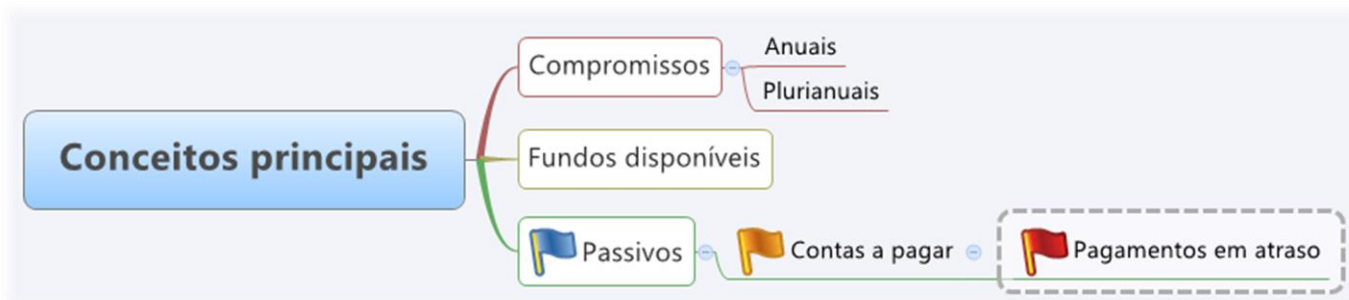 Conceitos principais
Compromissos
Anuais
Plurianuais
Fundos disponíveis
Passivos
Contas a pagar
Pagamentos em atraso